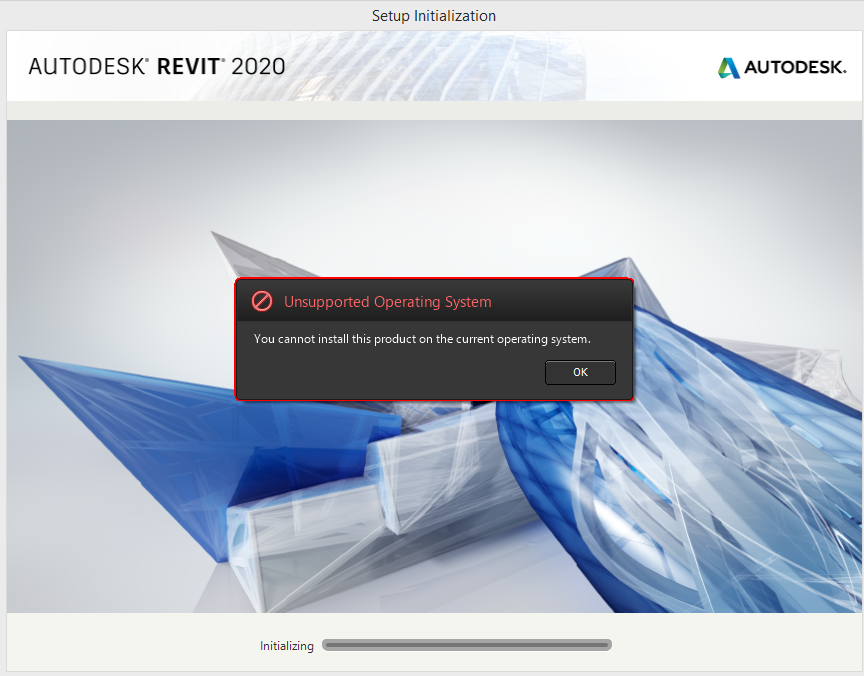 Setup Initialization
AUTODESK® REVIT® 2020
AUTODESK.
Unsupported Operating System
You cannot install this product on the current operating system.
OK
Initializing